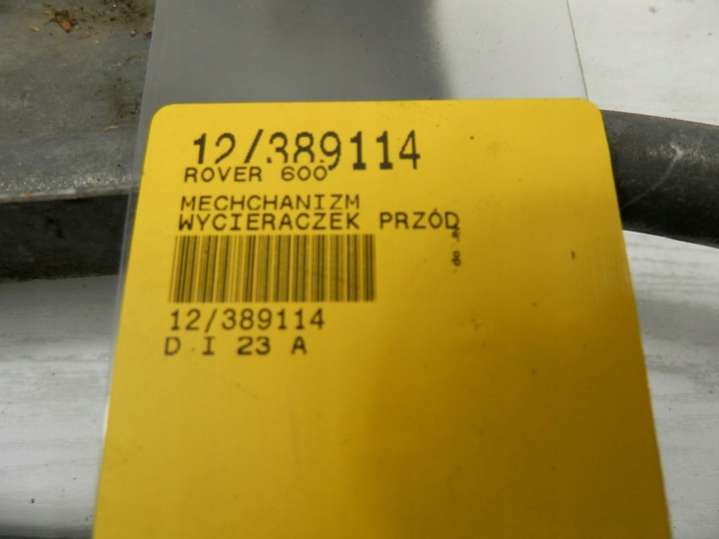 12/389114
ROVER 600
MECHCHANIZM
WYCIERACZEK PRZÓD
12/389114
D I 23 A